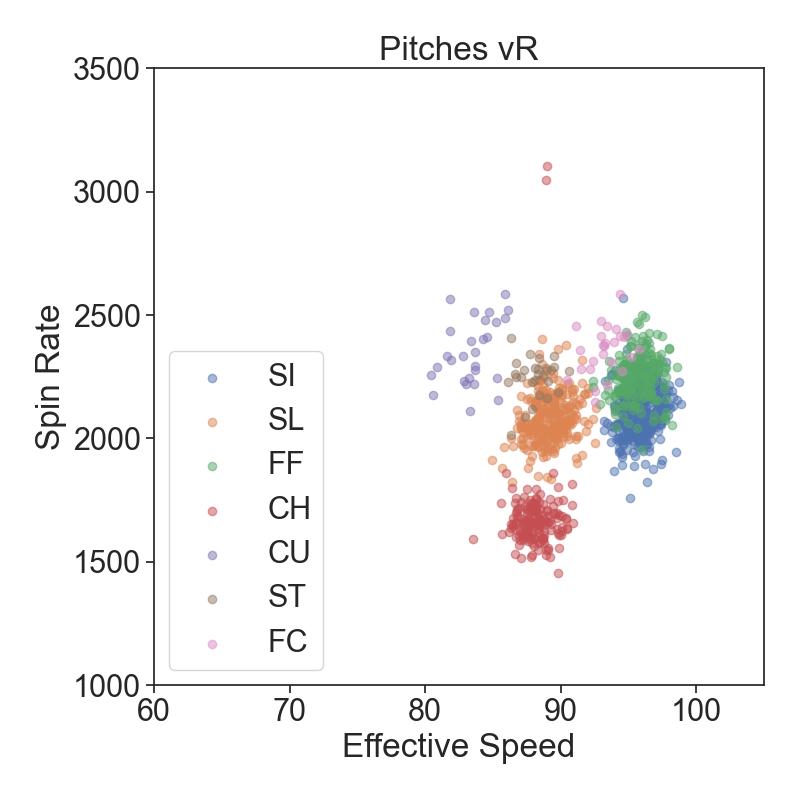 Pitches vR
3500
3000
2500
2000
1500
1000
Spin Rate
SI
SL
FF
CH
CU
ST
FC
60 70 80 90 100
Effective Speed